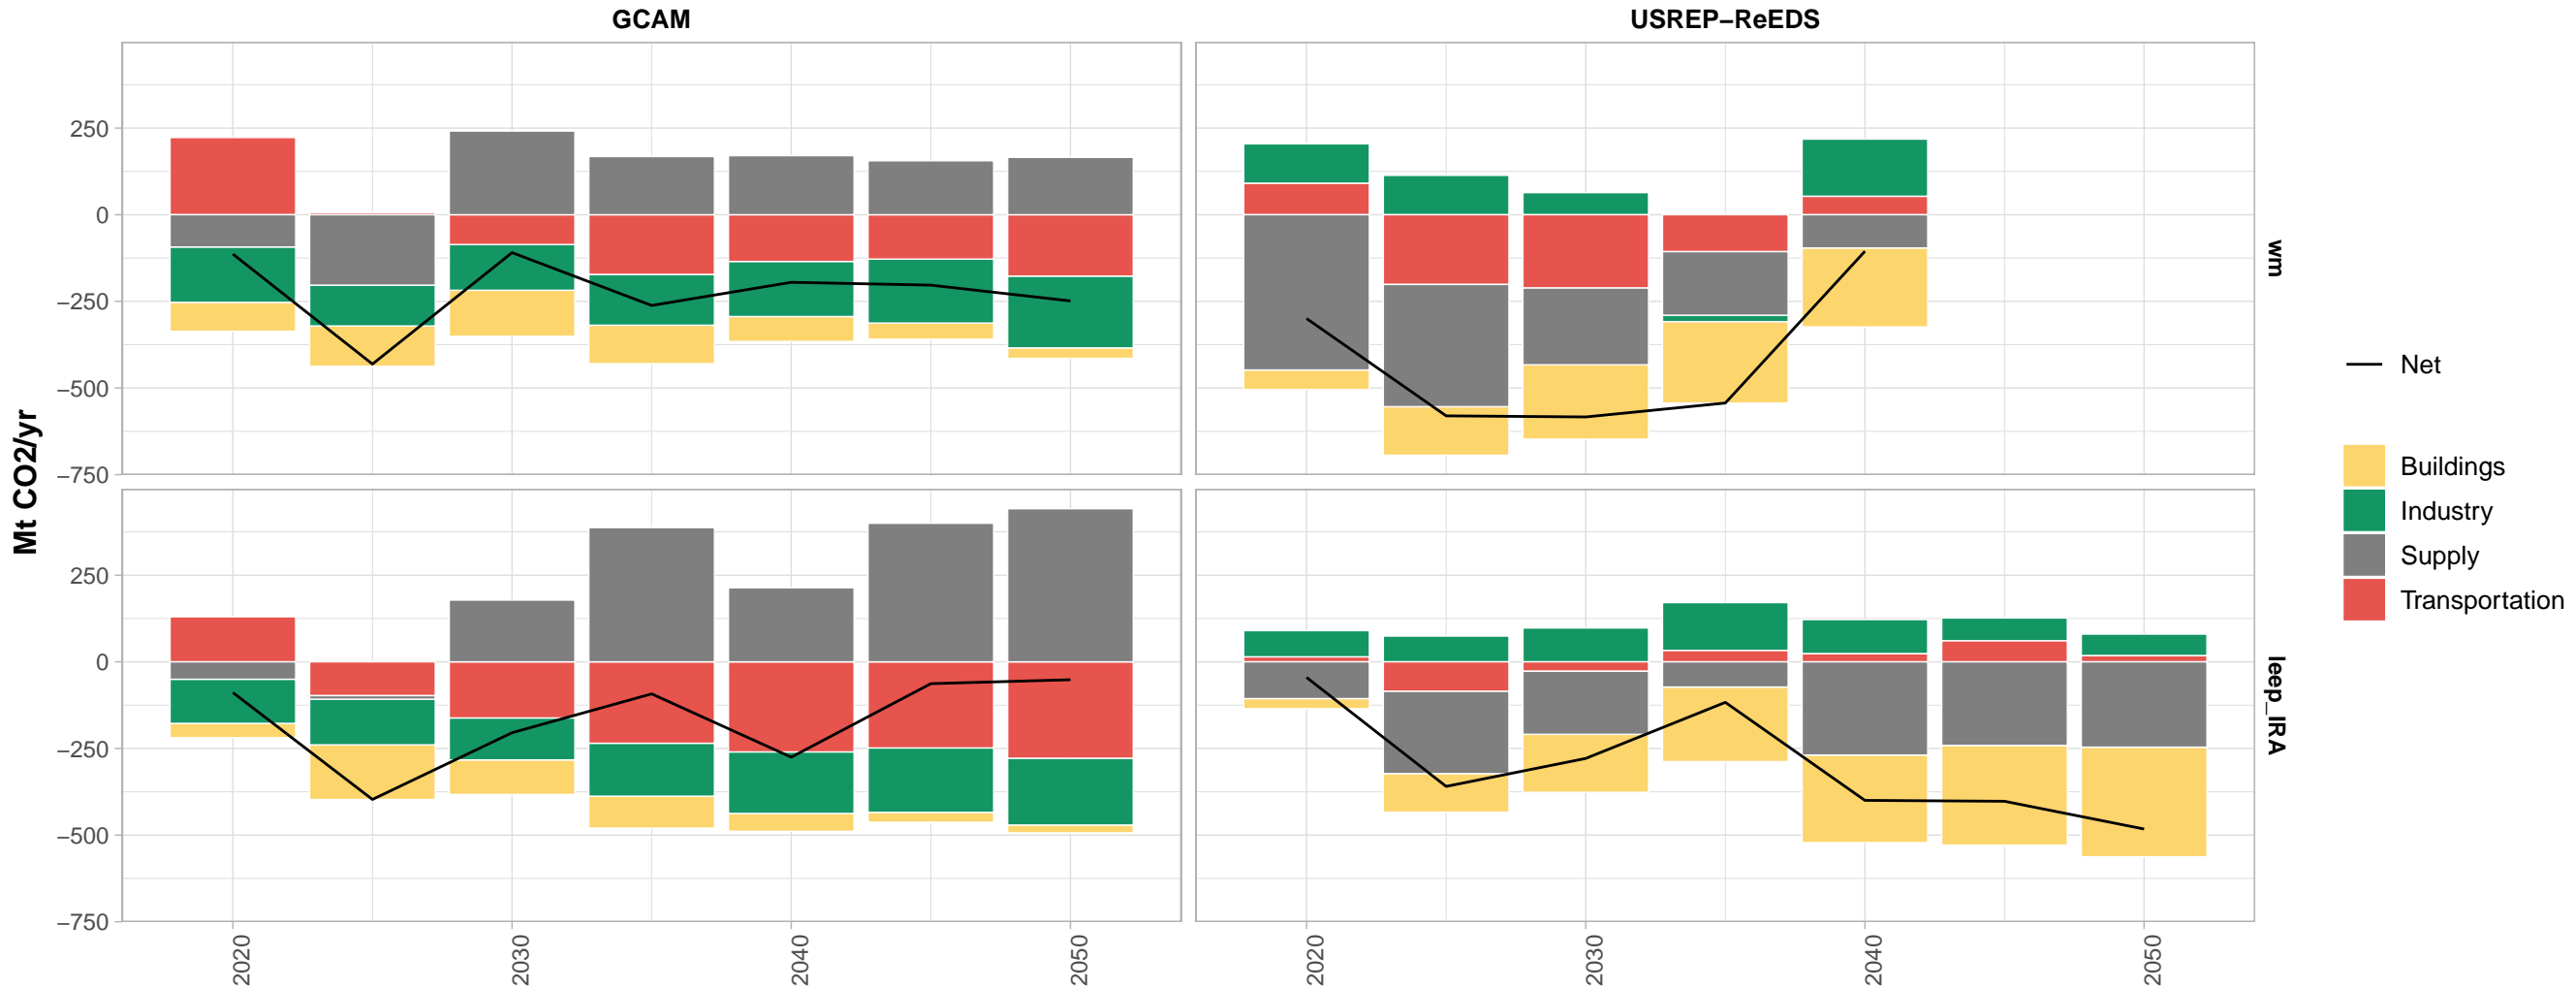 GCAM
USREP−ReEDS
Mt CO2/yr
250
0
−250
−500
−750
wm
250
0
−250
−500
−750
leep_IRA
2020
2030
2040
2050
2020
2030
2040
2050
Net
Buildings
Industry
Supply
Transportation